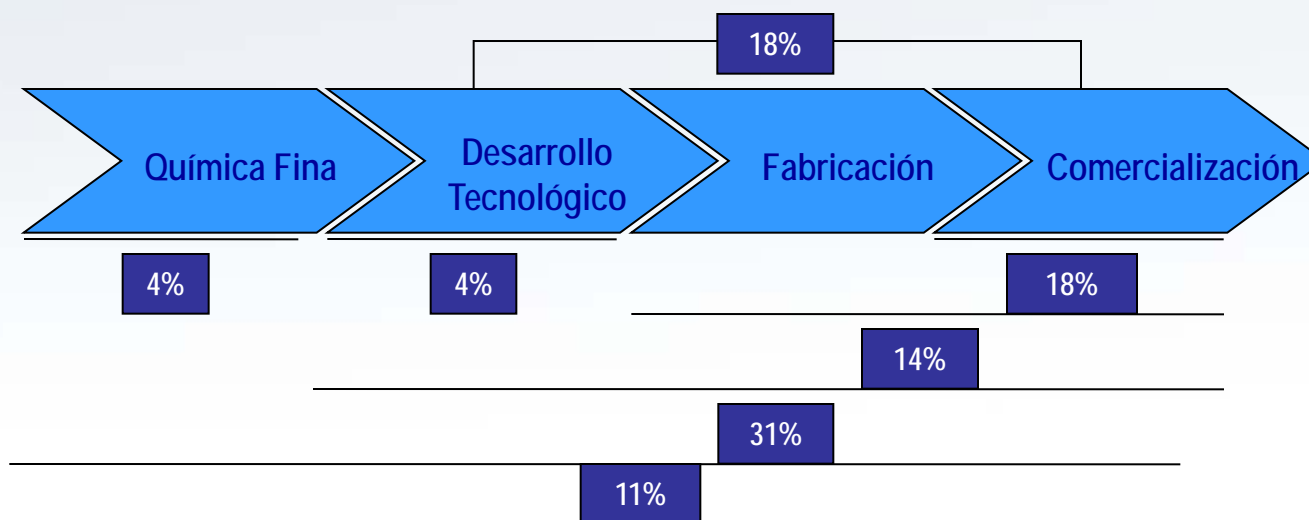 18%
Química Fina
Desarrollo
Tecnológico
Fabricación
Comercialización
4%
4%
18%
14%
31%
11%